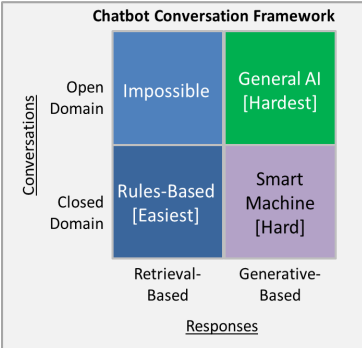 Chatbot Conversation Framework
Conversations
Open
Domain
Impossible
General AI
[Hardest]
Closed
Domain
Rules-Based
[Easiest]
Smart
Machine
[Hard]
Retrieval-
Based
Generative-
Based
Responses